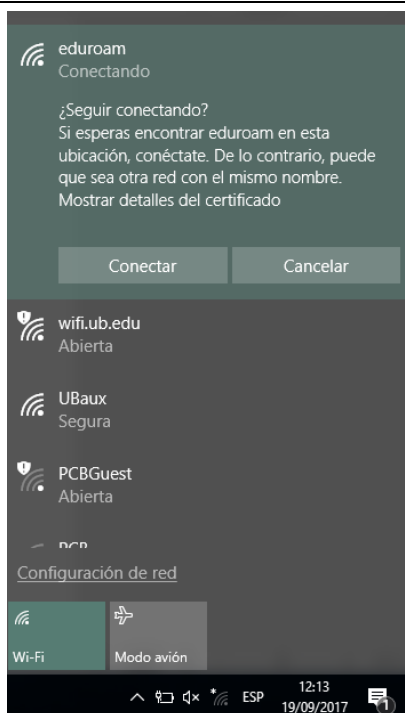 eduroam
Conectando
¿Seguir conectando?
Si esperas encontrar eduroam en esta
ubicación, conéctate. De lo contrario, puede
que sea otra red con el mismo nombre.
Mostrar detalles del certificado
Conectar
Cancelar
wifi.ub.edu
Abierta
UBaux
Segura
PCBGuest
Abierta
PCB
Configuración de red
Wi-Fi
Modo avión
ESP
12:13
19/09/2017
1